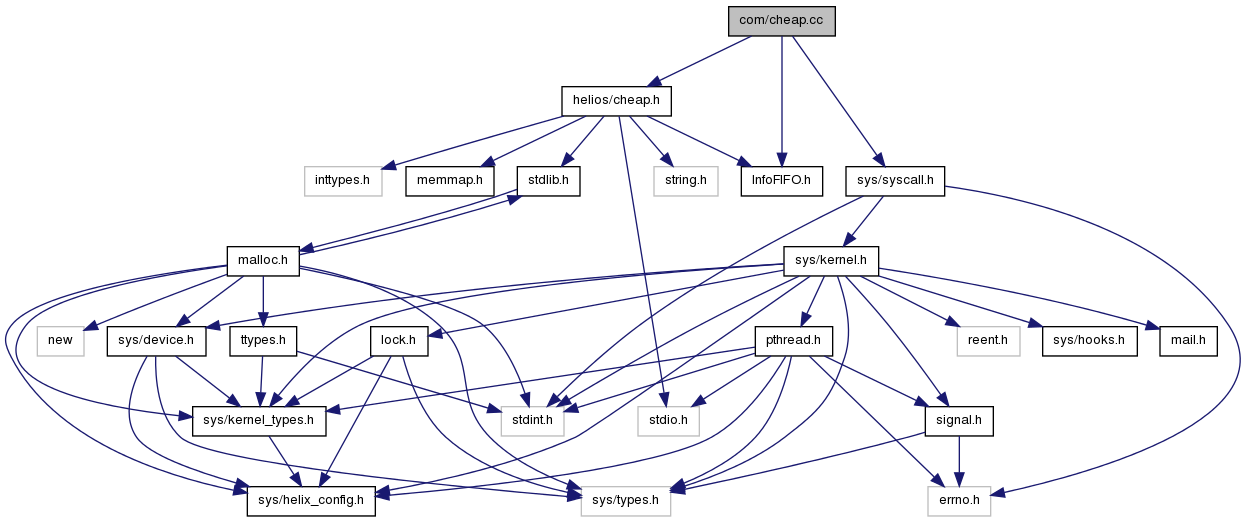 com/cheap.cc
helios/cheap.h
inttypes.h
memmap.h
stdlib.h
string.h
InfoFIFO.h
sys/syscall.h
malloc.h
sys/kernel.h
new
sys/device.h
ttypes.h
lock.h
pthread.h
reent.h
sys/hooks.h
mail.h
sys/kernel_types.h
stdint.h
stdio.h
signal.h
sys/helix_config.h
sys/types.h
errno.h